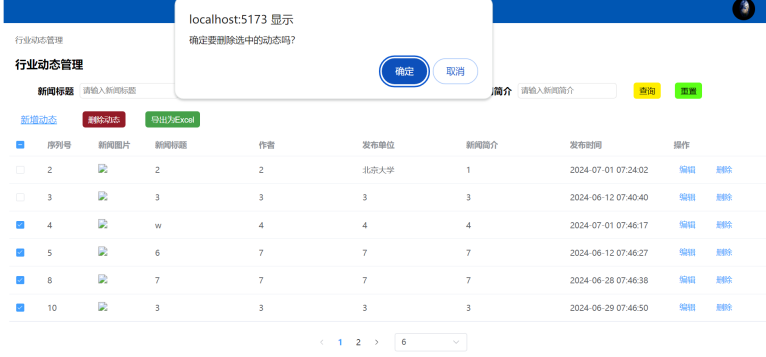 localhost:5173 显示
确定要删除选中的动态吗?
确定 取消
行业动态管理
行业动态管理
新闻标题 请输入新闻标题 闻简介 请输入新闻简介 查询 重置
新增动态 删除动态 导出为Excel
序列号 新闻图片 新闻标题 作者 发布单位 新闻简介 发布时间 操作
2 2 2 北京大学 1 2024-07-01 07:24:02 编辑 删除
3 3 3 3 3 2024-06-12 07:40:40 编辑 删除
4 w 4 4 4 2024-07-01 07:46:17 编辑 删除
5 6 7 7 7 2024-06-12 07:46:27 编辑 删除
8 7 7 7 7 2024-06-28 07:46:38 编辑 删除
10 3 3 3 3 2024-06-29 07:46:50 编辑 删除
1 2 6